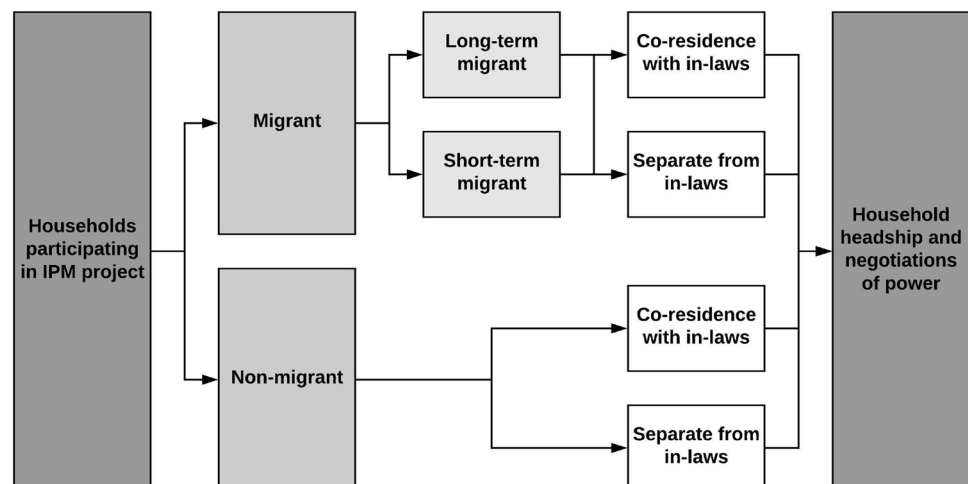 Households
participating
in IPM project
Migrant
Non-migrant
Long-term
migrant
Short-term
migrant
Co-residence
with in-laws
Separate from
in-laws
Co-residence
with in-laws
Separate from
in-laws
Household
headship and
negotiations
of power